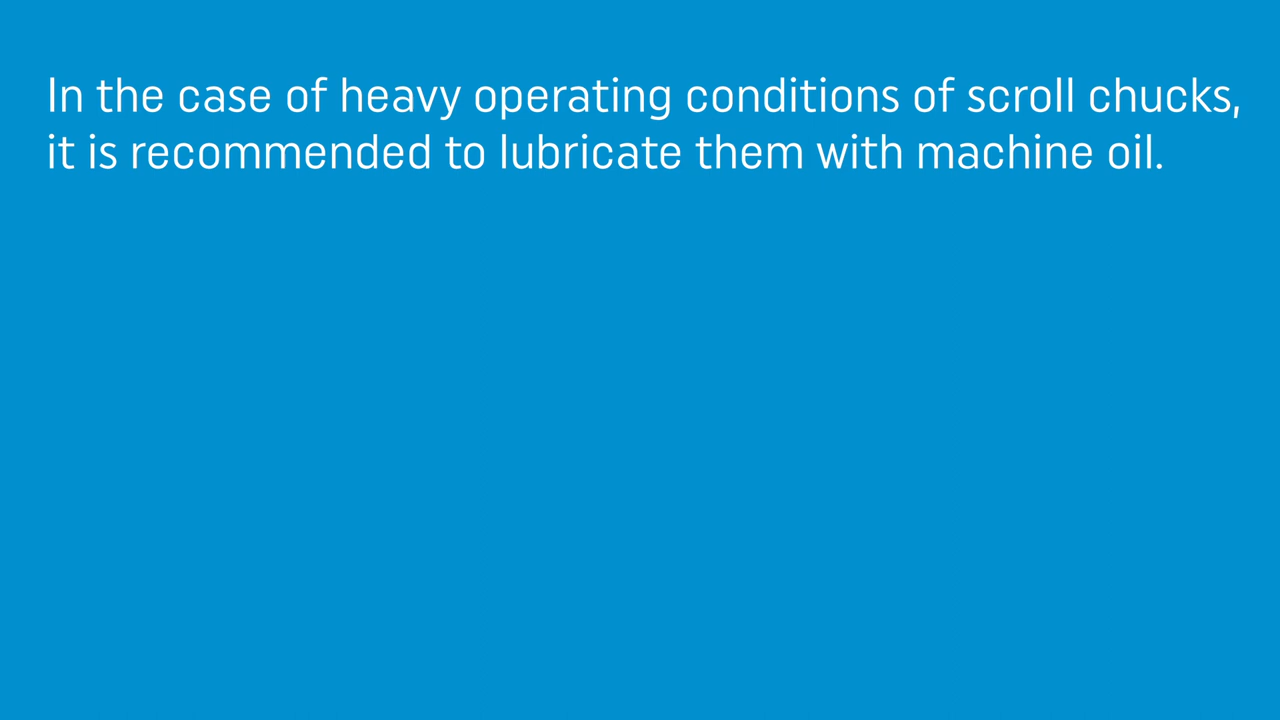 In the case of heavy operating conditions of scroll chucks,
it is recommended to lubricate them with machine oil.